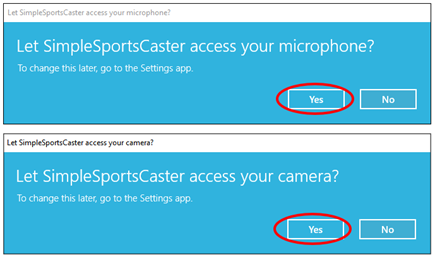 Let SimpleSportsCaster access your microphone?
Let SimpleSportsCaster access your microphone?
To change this later, go to the Settings app.
Yes No
Let SimpleSportsCaster access your camera?
Let SimpleSportsCaster access your camera?
To change this later, go to the Settings app.
Yes No